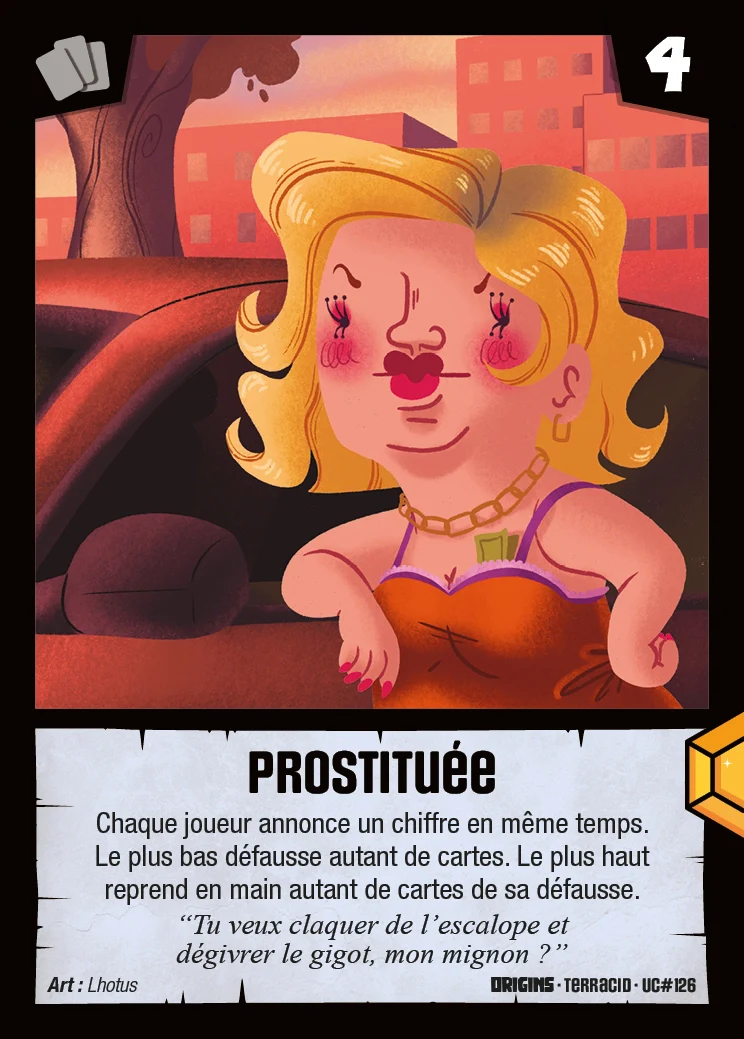 4
PROSTITUÉE
Chaque joueur annonce un chiffre en même temps.
Le plus bas défausse autant de cartes. Le plus haut
reprend en main autant de cartes de sa défausse.
“Tu veux claquer de l’escalope et
dégivrer le gigot, mon mignon ?”
Art : Lhotus
ORIGINS · TERRACID · UC#126